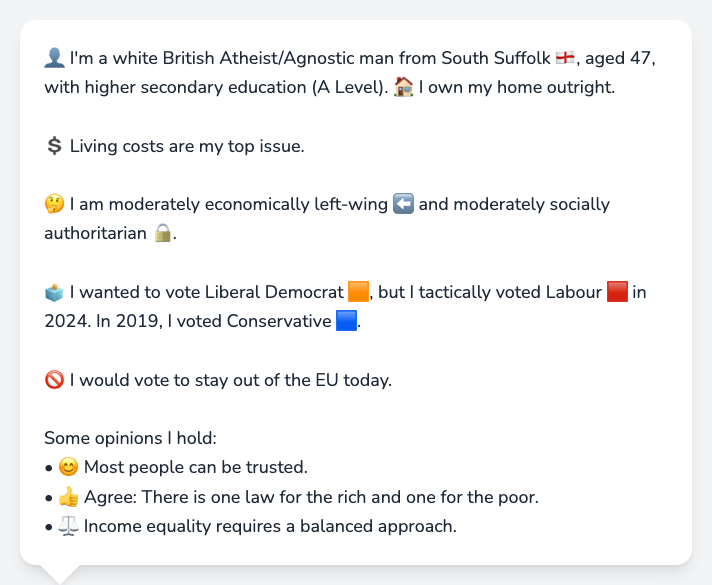 👤 I'm a white British Atheist/Agnostic man from South Suffolk 🏴󠁧󠁢󠁥󠁮󠁧󠁿, aged 47,
with higher secondary education (A Level). 🏠 I own my home outright.
💲 Living costs are my top issue.
🤔 I am moderately economically left-wing ⬅️ and moderately socially
authoritarian 🔒.
🗳️ I wanted to vote Liberal Democrat 🟧, but I tactically voted Labour 🟥 in
2024. In 2019, I voted Conservative 🟦.
🚫 I would vote to stay out of the EU today.
Some opinions I hold:
• 😊 Most people can be trusted.
• 👍 Agree: There is one law for the rich and one for the poor.
• ⚖️ Income equality requires a balanced approach.